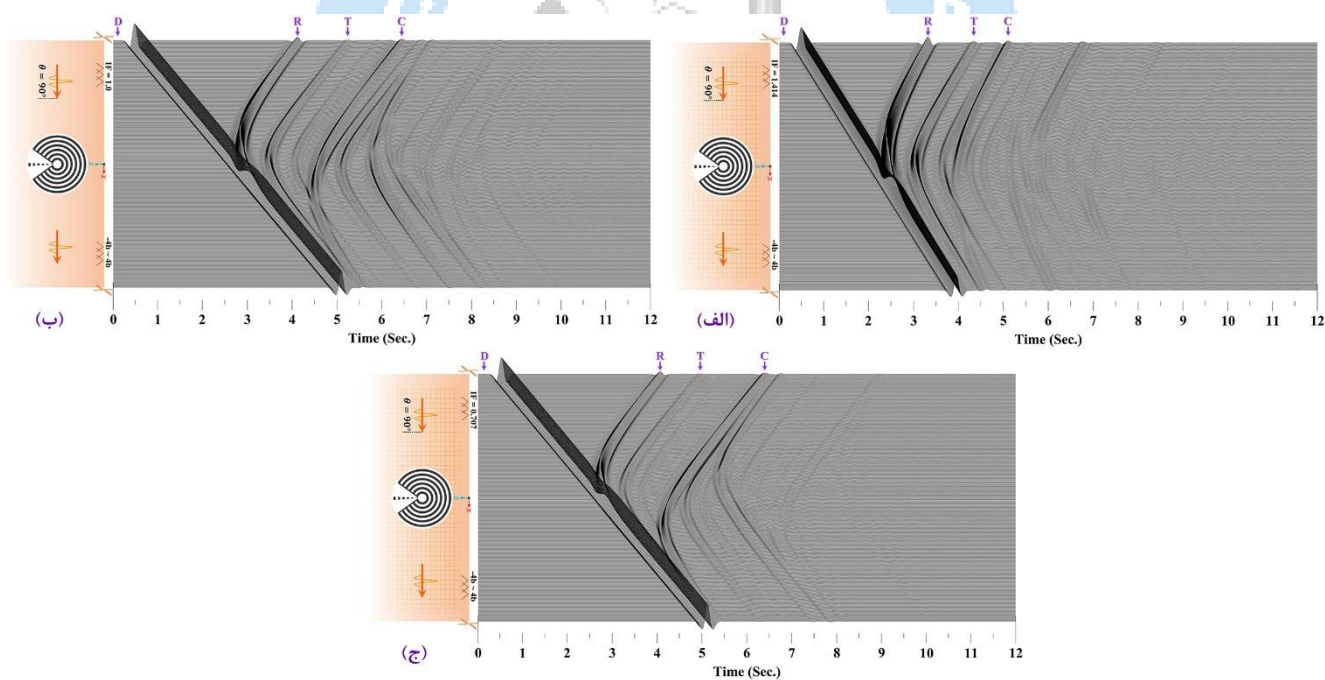 D R T C
IF = 1.0
θ = 90°
-4b ~ 4b
0 1 2 3 4 5 6 7 8 9 10 11 12
Time (Sec.)
(ب)
D R T C
IF = 1.414
θ = 90°
-4b ~ 4b
0 1 2 3 4 5 6 7 8 9 10 11 12
Time (Sec.)
(الف)
D R T C
IF = 0.707
θ = 90°
-4b ~ 4b
0 1 2 3 4 5 6 7 8 9 10 11 12
Time (Sec.)
(ج)